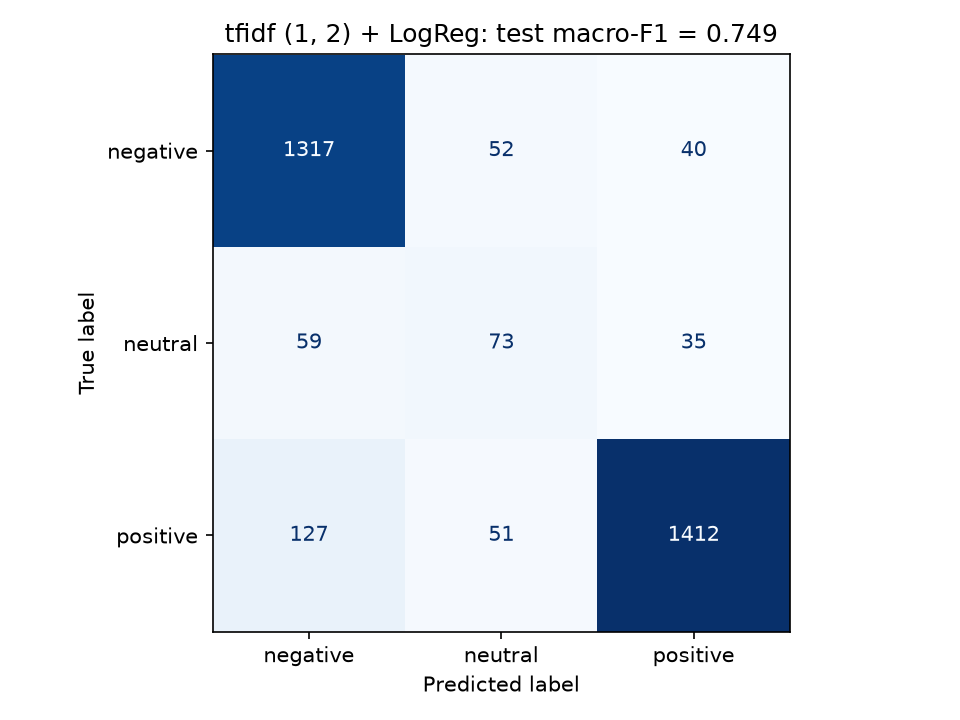 tfidf (1, 2) + LogReg: test macro-F1 = 0.749
negative
1317
52
40
True label
neutral
59
73
35
positive
127
51
1412
negative
neutral
positive
Predicted label